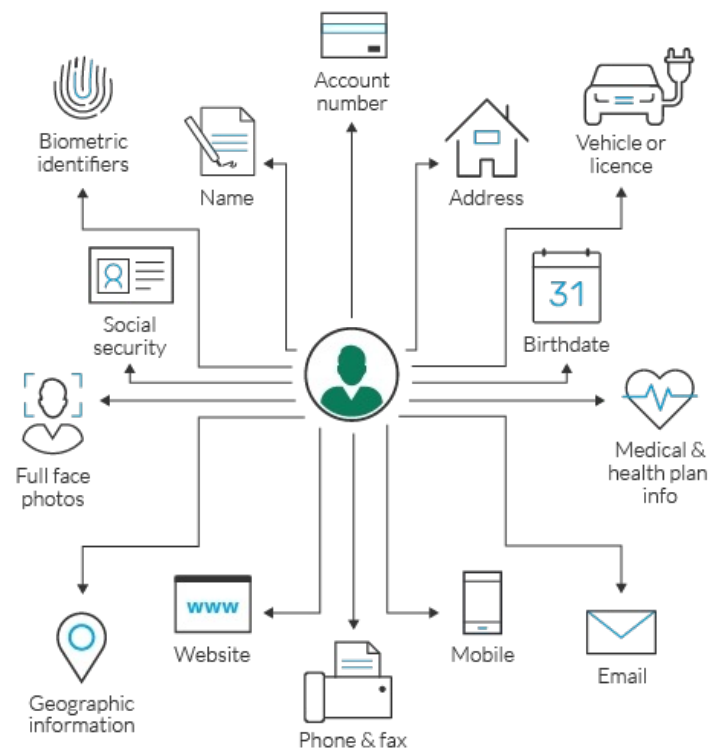 Account
number
Biometric
identifiers
Name
Address
Vehicle or
licence
Social
security
31
Birthdate
Full face
photos
Medical &
health plan
info
www
Website
Mobile
Email
Geographic
information
Phone & fax